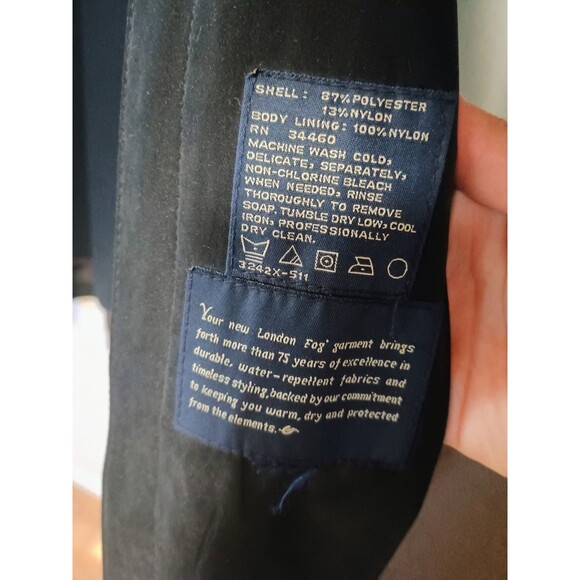 SHELL: 87% POLYESTER
13% NYLON
BODY LINING: 100% NYLON
RN 34460
MACHINE WASH COLD,
DELICATE, SEPARATELY,
NON-CHLORINE BLEACH
WHEN NEEDED, RINSE
THOROUGHLY TO REMOVE
SOAP. TUMBLE DRY LOW, COOL
IRON, PROFESSIONALLY
DRY CLEAN.
3242X-511
Your new London Fog® garment brings
forth more than 75 years of excellence in
durable, water-repellent fabrics and
timeless styling, backed by our commitment
to keeping you warm, dry and protected
from the elements.